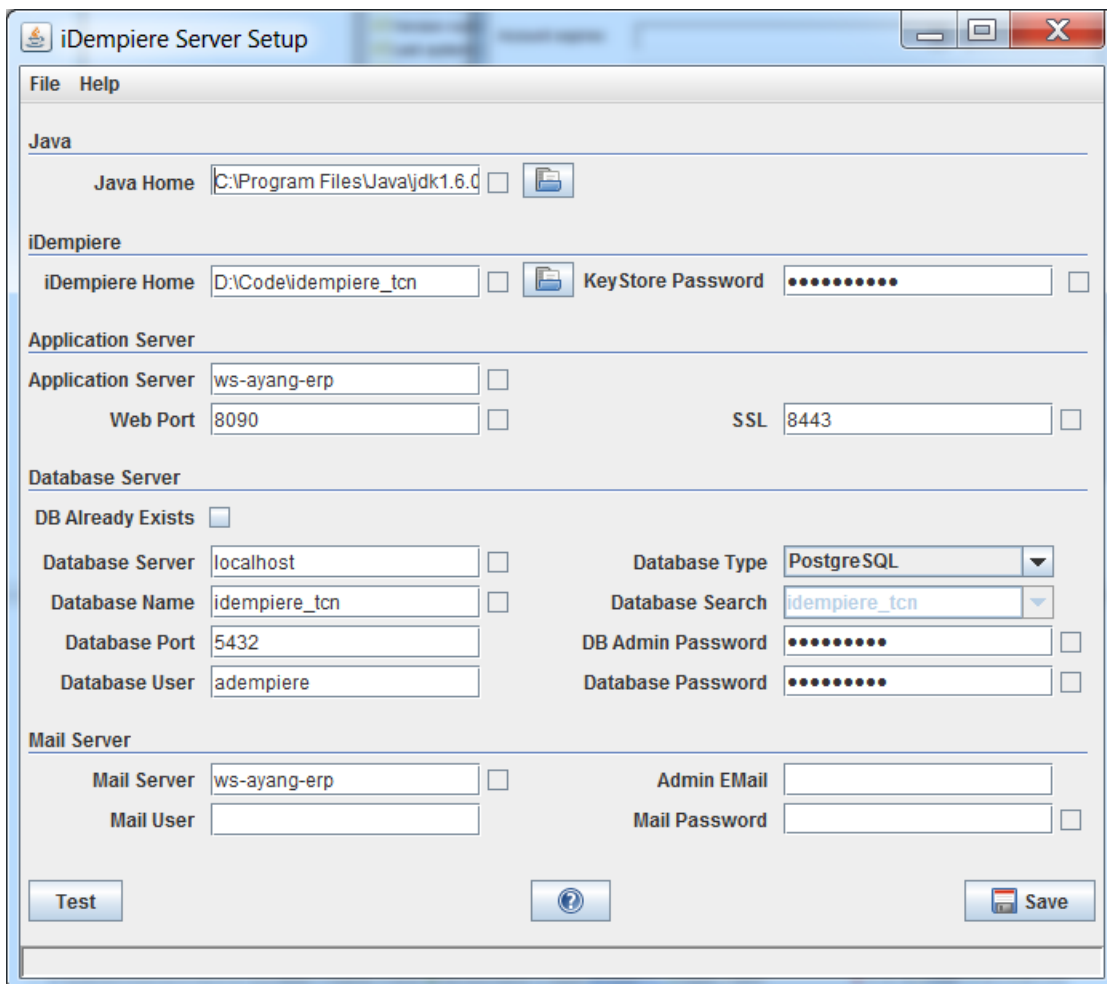 iDempiere Server Setup
File Help
Java
Java Home C:\Program Files\Java\jdk1.6.0
iDempiere
iDempiere Home D:\Code\idempiere_tcn KeyStore Password ••••••••••
Application Server
Application Server ws-ayang-erp
Web Port 8090 SSL 8443
Database Server
DB Already Exists
Database Server localhost Database Type PostgreSQL
Database Name idempiere_tcn Database Search idempiere_tcn
Database Port 5432 DB Admin Password •••••••••
Database User adempiere Database Password •••••••••
Mail Server
Mail Server ws-ayang-erp Admin EMail
Mail User Mail Password
Test Save